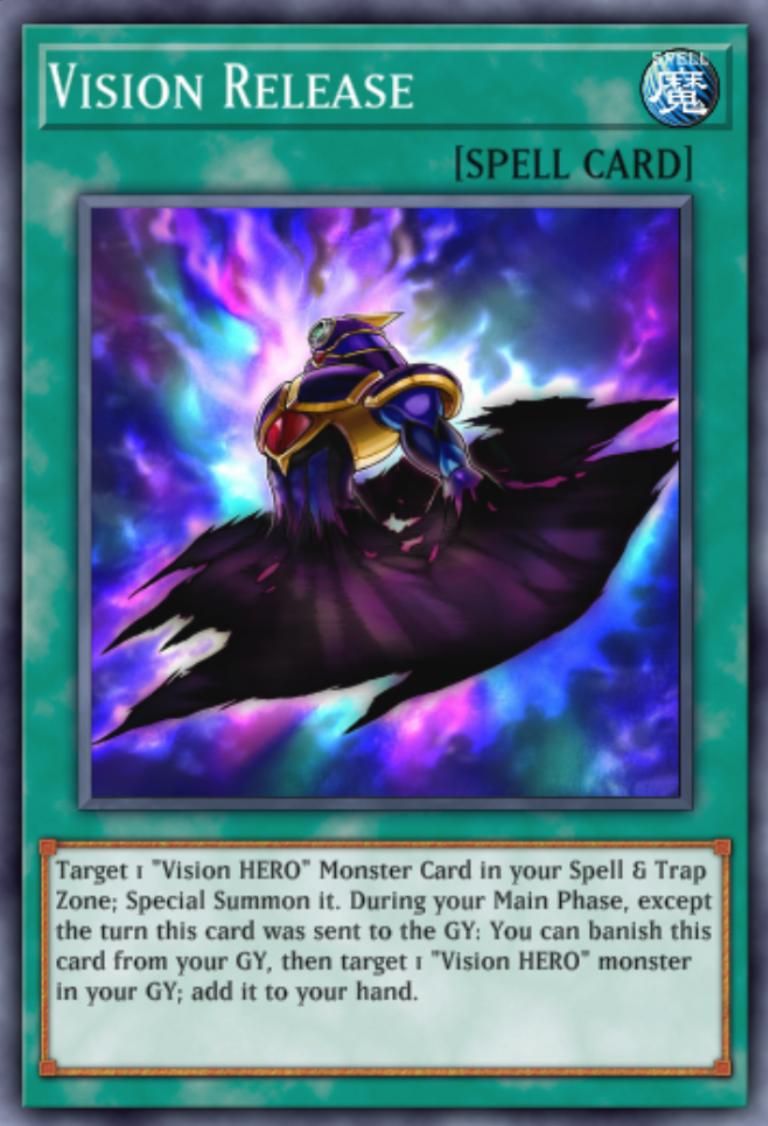 VISION RELEASE
SPELL
魔
[SPELL CARD]
Target 1 "Vision HERO" Monster Card in your Spell & Trap
Zone; Special Summon it. During your Main Phase, except
the turn this card was sent to the GY: You can banish this
card from your GY, then target 1 "Vision HERO" monster
in your GY; add it to your hand.